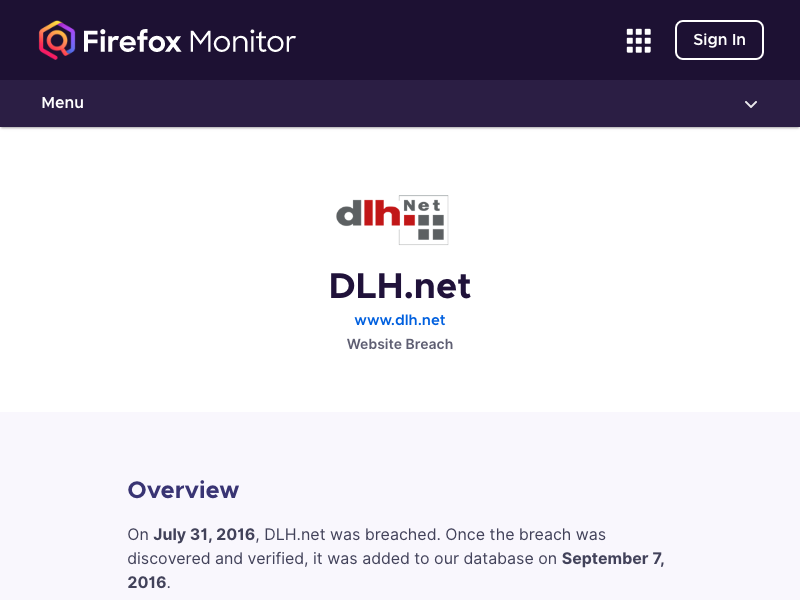 Firefox Monitor
Sign In
Menu
dlh.Net
DLH.net
www.dlh.net
Website Breach
Overview
On July 31, 2016, DLH.net was breached. Once the breach was
discovered and verified, it was added to our database on September 7,
2016.